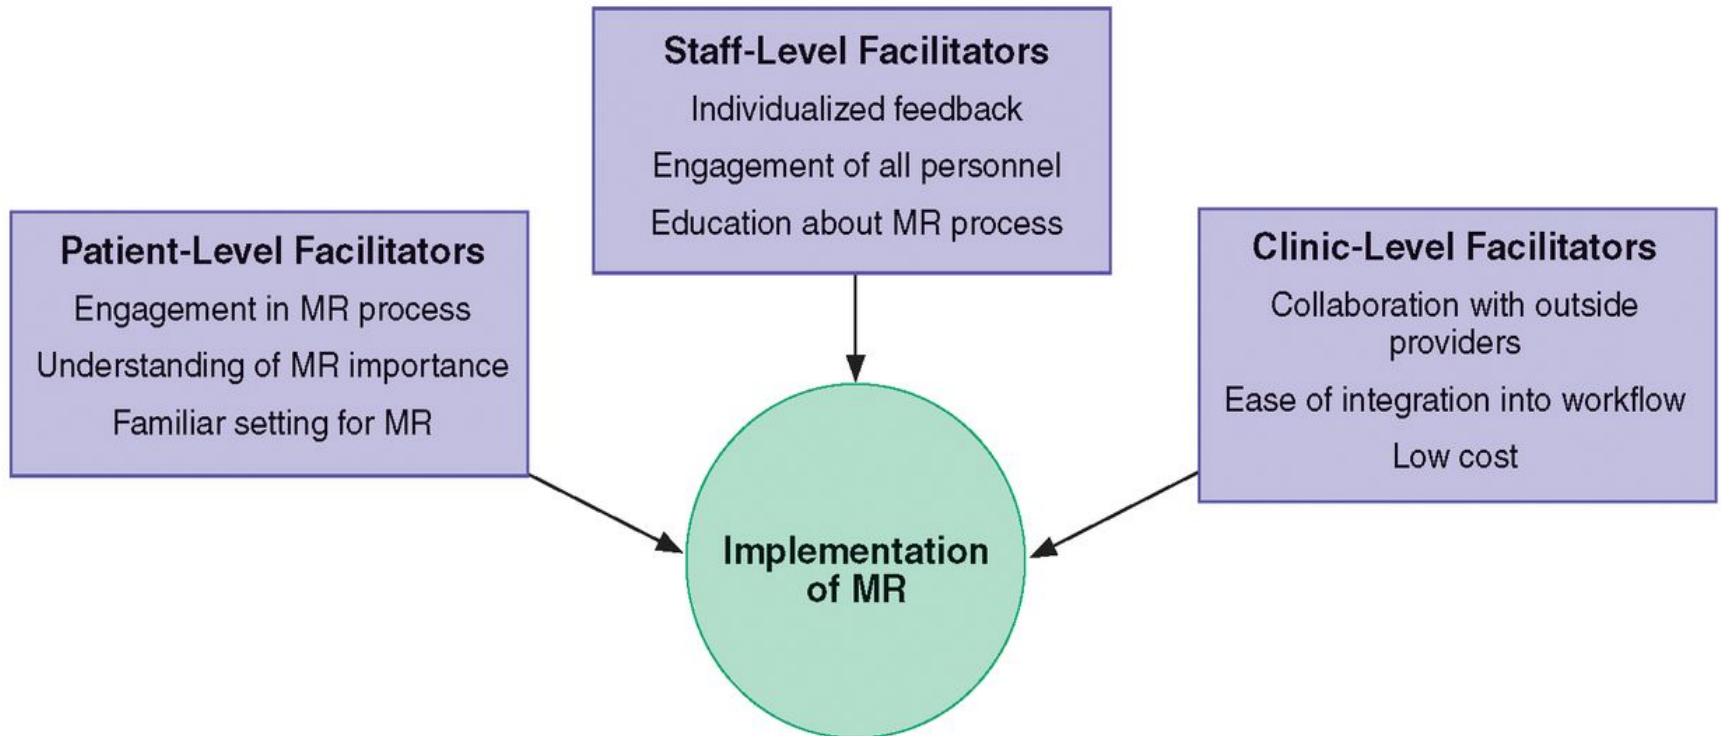 Staff-Level Facilitators
Individualized feedback
Engagement of all personnel
Education about MR process
Patient-Level Facilitators
Engagement in MR process
Understanding of MR importance
Familiar setting for MR
Clinic-Level Facilitators
Collaboration with outside
providers
Ease of integration into workflow
Low cost
Implementation
of MR